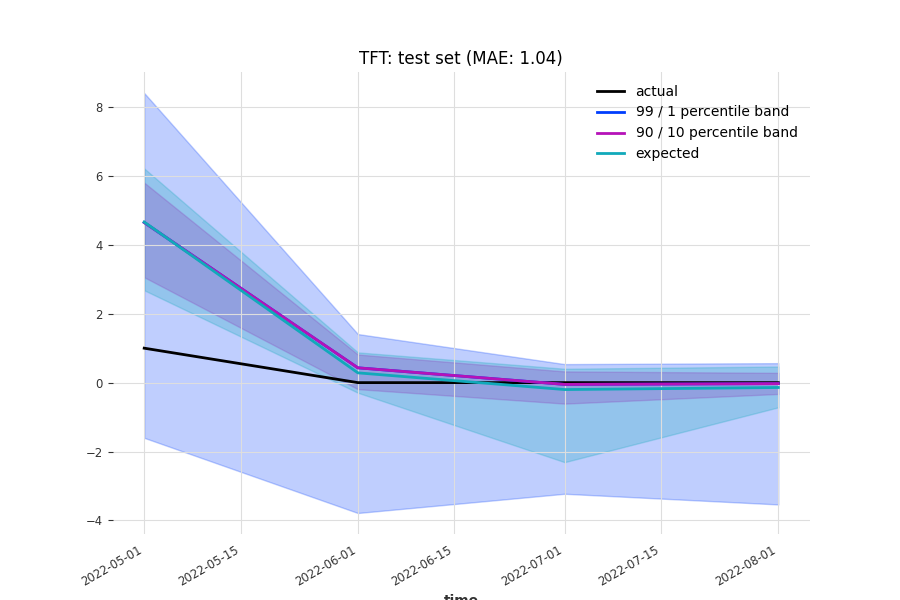 TFT: test set (MAE: 1.04)
actual
99 / 1 percentile band
90 / 10 percentile band
expected
8
6
4
2
0
−2
−4
2022-05-01
2022-05-15
2022-06-01
2022-06-15
2022-07-01
2022-07-15
2022-08-01
time